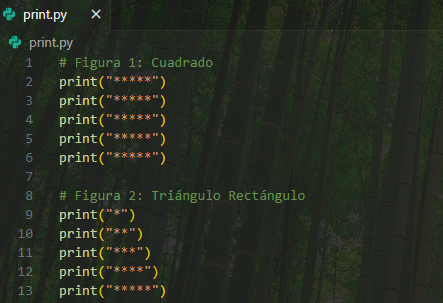 print.py ×
print.py
1 # Figura 1: Cuadrado
2 print("*****")
3 print("*****")
4 print("*****")
5 print("*****")
6 print("*****")
7
8 # Figura 2: Triángulo Rectángulo
9 print("*")
10 print("**")
11 print("***")
12 print("****")
13 print("*****")